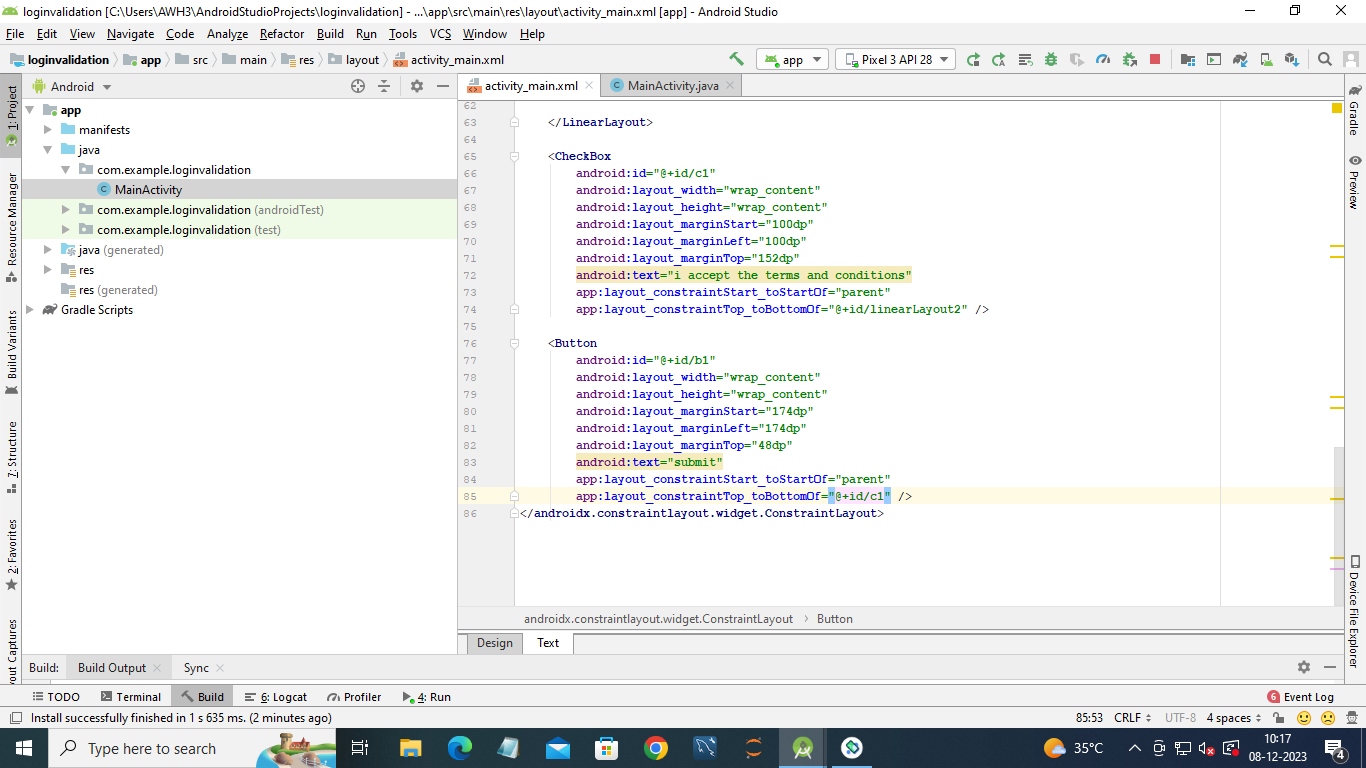 loginvalidation [C:\Users\AWH3\AndroidStudioProjects\loginvalidation] - ...\app\src\main\res\layout\activity_main.xml [app] - Android Studio
File Edit View Navigate Code Analyze Refactor Build Run Tools VCS Window Help
loginvalidation app src main res layout activity_main.xml app Pixel 3 API 28
Android
activity_main.xml MainActivity.java
1: Project
Resource Manager
Build Variants
7: Structure
2: Favorites
app
manifests
java
com.example.loginvalidation
MainActivity
com.example.loginvalidation (androidTest)
com.example.loginvalidation (test)
java (generated)
res
res (generated)
Gradle Scripts
62
63 </LinearLayout>
64
65 <CheckBox
66 android:id="@+id/c1"
67 android:layout_width="wrap_content"
68 android:layout_height="wrap_content"
69 android:layout_marginStart="100dp"
70 android:layout_marginLeft="100dp"
71 android:layout_marginTop="152dp"
72 android:text="i accept the terms and conditions"
73 app:layout_constraintStart_toStartOf="parent"
74 app:layout_constraintTop_toBottomOf="@+id/linearLayout2" />
75
76 <Button
77 android:id="@+id/b1"
78 android:layout_width="wrap_content"
79 android:layout_height="wrap_content"
80 android:layout_marginStart="174dp"
81 android:layout_marginLeft="174dp"
82 android:layout_marginTop="48dp"
83 android:text="submit"
84 app:layout_constraintStart_toStartOf="parent"
85 app:layout_constraintTop_toBottomOf="@+id/c1" />
86 </androidx.constraintlayout.widget.ConstraintLayout>
androidx.constraintlayout.widget.ConstraintLayout › Button
Design Text
Gradle
Preview
Device File Explorer
Build: Build Output Sync
TODO Terminal Build 6: Logcat Profiler 4: Run 6 Event Log
Install successfully finished in 1 s 635 ms. (2 minutes ago) 85:53 CRLF UTF-8 4 spaces
Type here to search 35°C 10:17
08-12-2023 4